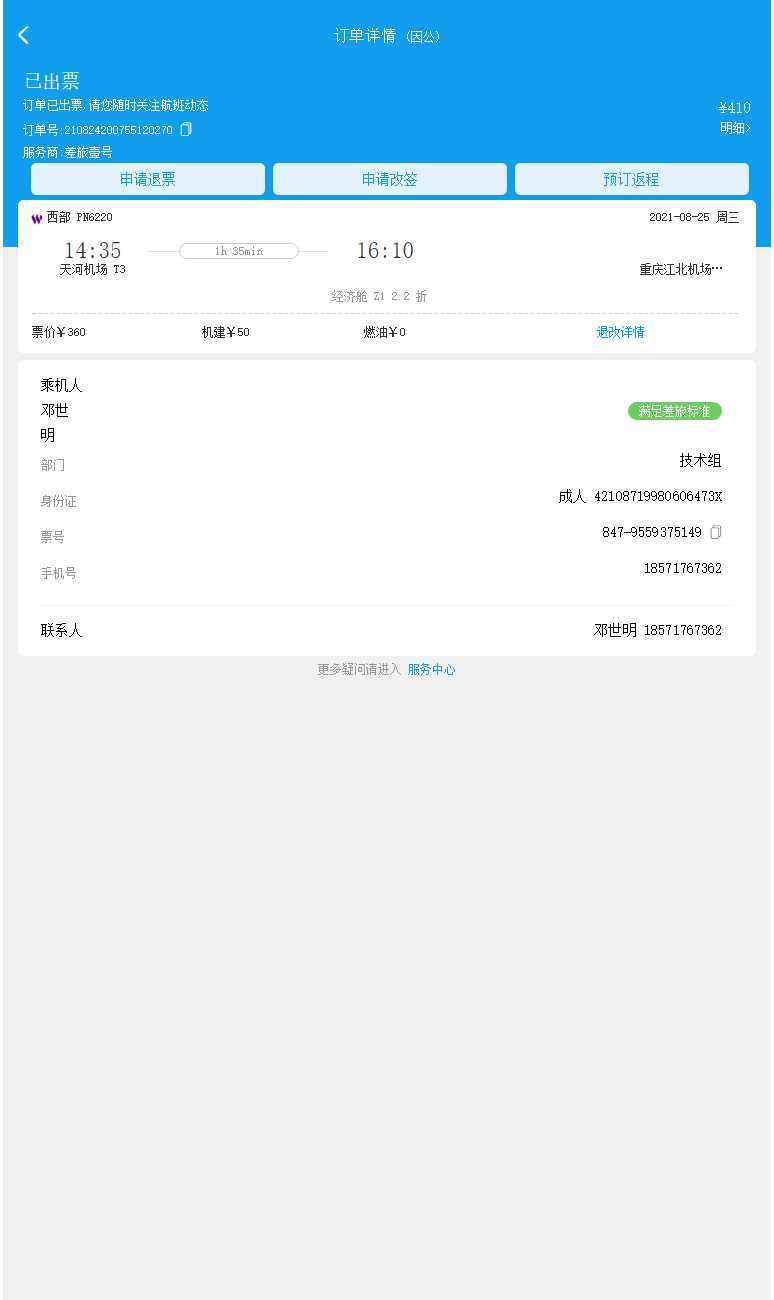 订单详情 (因公)
已出票
订单已出票,请您随时关注航班动态
¥410
订单号:210824200755120270
明细>
服务商:差旅壹号
申请退票 申请改签 预订返程
西部 PN6220 2021-08-25 周三
14:35 1h 35min 16:10
天河机场 T3 重庆江北机场…
经济舱 Z1 2.2 折
票价¥360 机建¥50 燃油¥0 退改详情
乘机人
邓世
明
满足差旅标准
部门 技术组
身份证 成人 42108719980606473X
票号 847-9559375149
手机号 18571767362
联系人 邓世明 18571767362
更多疑问请进入 服务中心